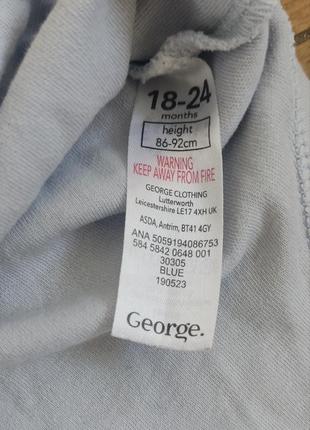 18-24
months
height
86-92cm
WARNING
KEEP AWAY FROM FIRE
GEORGE CLOTHING
Lutterworth
Leicestershire LE17 4XH UK
ASDA, Antrim, BT41 4GY
ANA 5059194086753
584 5842 0648 001
30305
BLUE
190523
George.